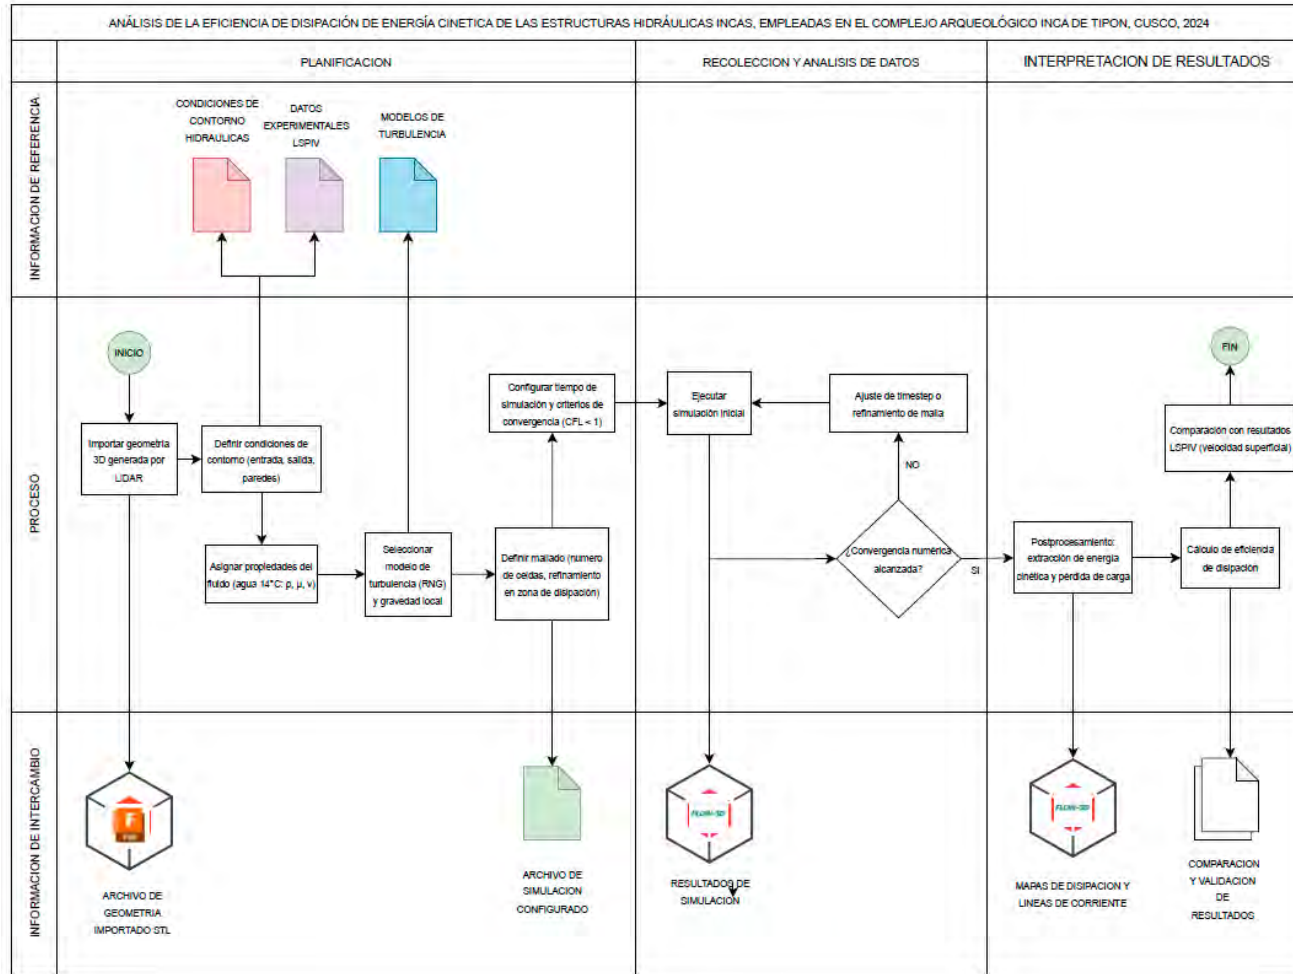 ANÁLISIS DE LA EFICIENCIA DE DISIPACIÓN DE ENERGÍA CINETICA DE LAS ESTRUCTURAS HIDRÁULICAS INCAS, EMPLEADAS EN EL COMPLEJO ARQUEOLÓGICO INCA DE TIPON, CUSCO, 2024
PLANIFICACION
RECOLECCION Y ANALISIS DE DATOS
INTERPRETACION DE RESULTADOS
INFORMACION DE REFERENCIA
CONDICIONES DE
CONTORNO
HIDRAULICAS
DATOS
EXPERIMENTALES
LSPIV
MODELOS DE
TURBULENCIA
PROCESO
INICIO
Importar geometría
3D generada por
LIDAR
Definir condiciones de
contorno (entrada, salida,
paredes)
Asignar propiedades del
fluido (agua 14°C: ρ, μ, ν)
Seleccionar
modelo de
turbulencia (RNG)
y gravedad local
Configurar tiempo de
simulación y criterios de
convergencia (CFL < 1)
Definir mallado (número
de celdas, refinamiento
en zona de disipación)
Ejecutar
simulación inicial
Ajuste de timestep o
refinamiento de malla
NO
¿Convergencia numérica
alcanzada?
SI
Postprocesamiento:
extracción de energía
cinética y pérdida de carga
Cálculo de eficiencia
de disipación
Comparación con resultados
LSPIV (velocidad superficial)
FIN
INFORMACION DE INTERCAMBIO
F
ARCHIVO DE
GEOMETRIA
IMPORTADO STL
ARCHIVO DE
SIMULACION
CONFIGURADO
FLOW-3D
RESULTADOS DE
SIMULACION
FLOW-3D
MAPAS DE DISIPACION Y
LINEAS DE CORRIENTE
COMPARACION
Y VALIDACION
DE
RESULTADOS